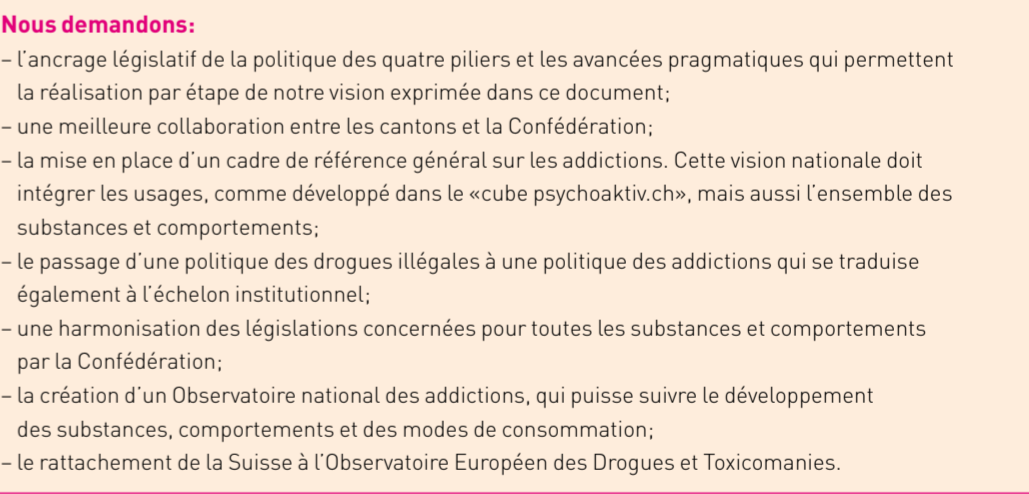 Nous demandons:
– l’ancrage législatif de la politique des quatre piliers et les avancées pragmatiques qui permettent
la réalisation par étape de notre vision exprimée dans ce document;
– une meilleure collaboration entre les cantons et la Confédération;
– la mise en place d’un cadre de référence général sur les addictions. Cette vision nationale doit
intégrer les usages, comme développé dans le «cube psychoaktiv.ch», mais aussi l’ensemble des
substances et comportements;
– le passage d’une politique des drogues illégales à une politique des addictions qui se traduise
également à l’échelon institutionnel;
– une harmonisation des législations concernées pour toutes les substances et comportements
par la Confédération;
– la création d’un Observatoire national des addictions, qui puisse suivre le développement
des substances, comportements et des modes de consommation;
– le rattachement de la Suisse à l’Observatoire Européen des Drogues et Toxicomanies.